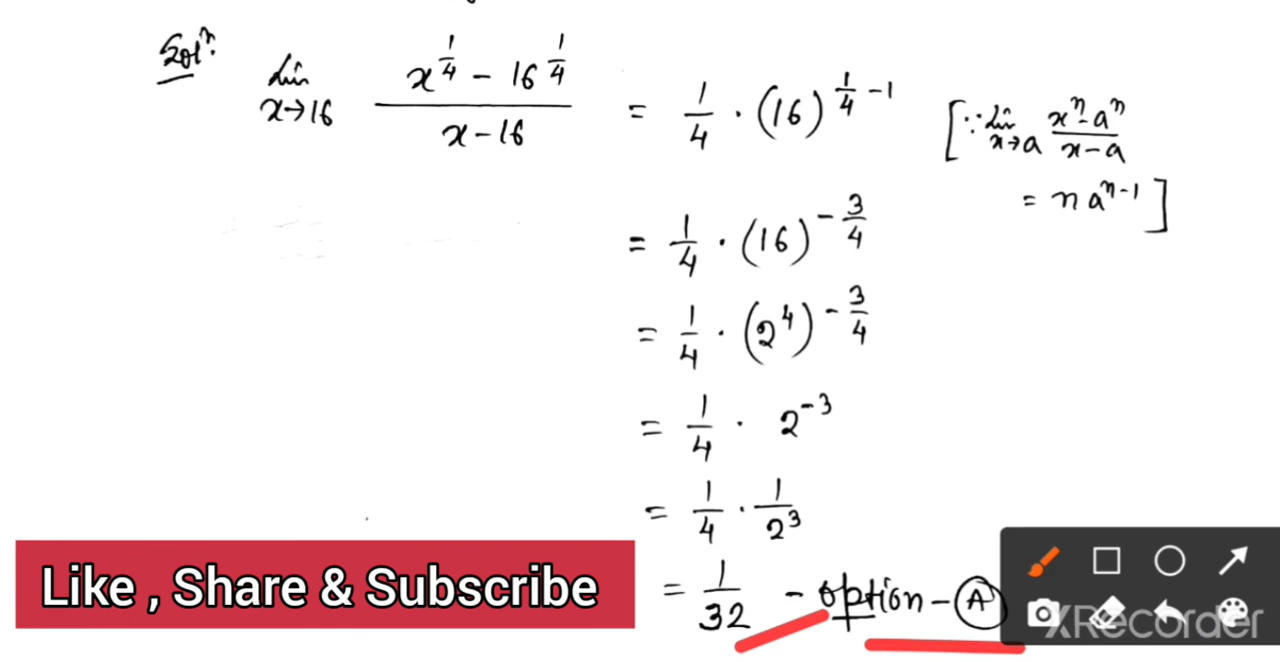 Solⁿ:
lim x→16 (x^(1/4) - 16^(1/4))/(x-16) = 1/4 · (16)^(1/4 - 1) [∵ lim x→a (xⁿ - aⁿ)/(x - a)
= n aⁿ⁻¹]
= 1/4 · (16)^(-3/4)
= 1/4 · (2⁴)^(-3/4)
= 1/4 · 2⁻³
= 1/4 · 1/2³
= 1/32 - option - A
Like , Share & Subscribe
XRecorder